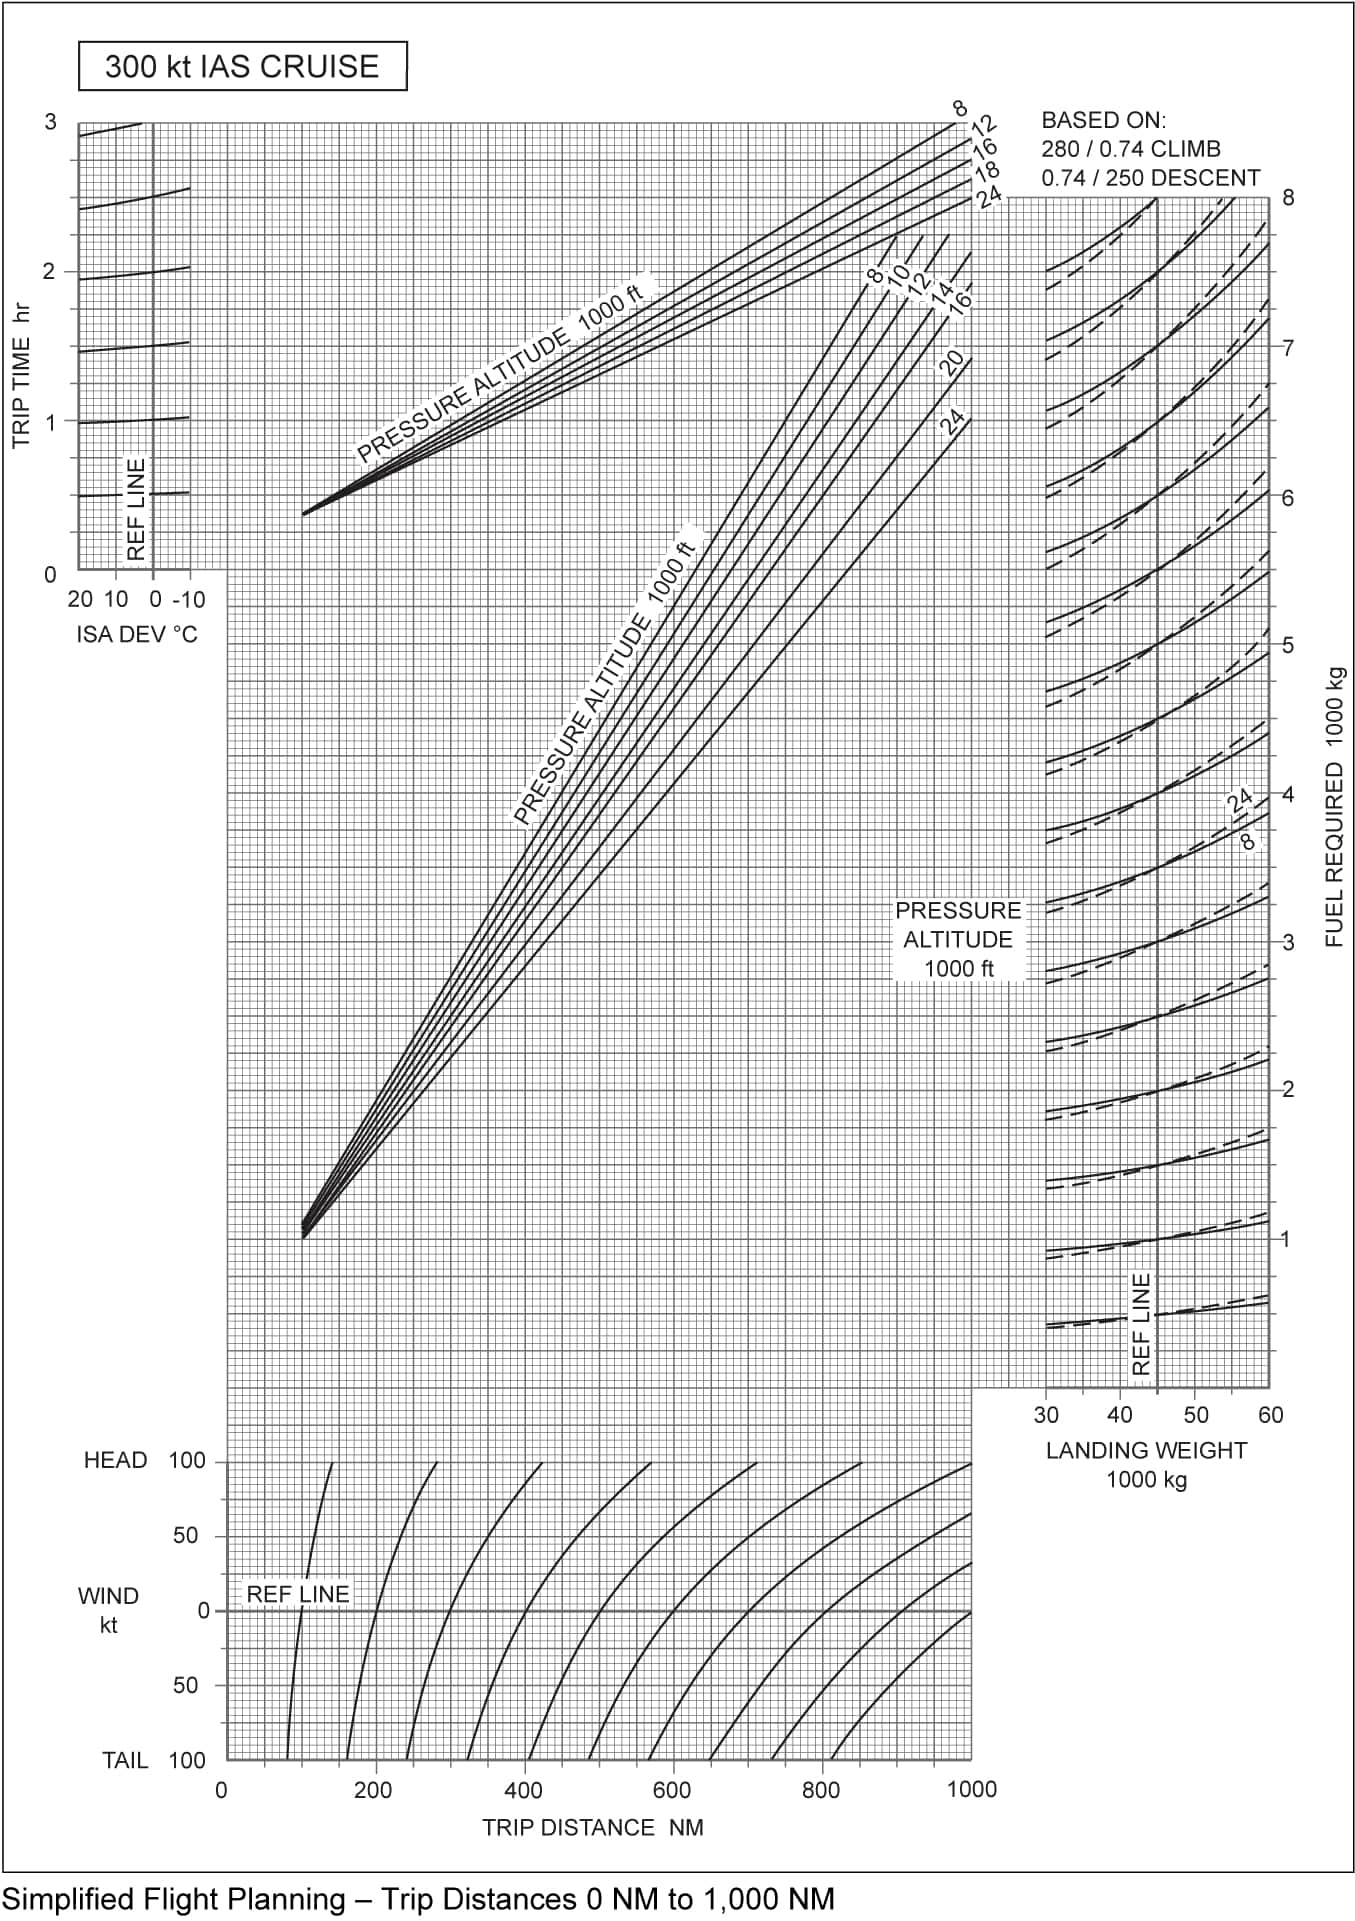 300 kt IAS CRUISE
BASED ON:
280 / 0.74 CLIMB
0.74 / 250 DESCENT
3
2
1
0
TRIP TIME hr
REF LINE
20 10 0 -10
ISA DEV °C
PRESSURE ALTITUDE 1000 ft
8
12
16
18
24
PRESSURE ALTITUDE 1000 ft
8
10
12
14
16
20
24
8
7
6
5
4
3
2
1
FUEL REQUIRED 1000 kg
24
8
PRESSURE
ALTITUDE
1000 ft
REF LINE
30 40 50 60
LANDING WEIGHT
1000 kg
HEAD 100
50
WIND
kt
0
50
TAIL 100
REF LINE
0 200 400 600 800 1000
TRIP DISTANCE NM
Simplified Flight Planning – Trip Distances 0 NM to 1,000 NM